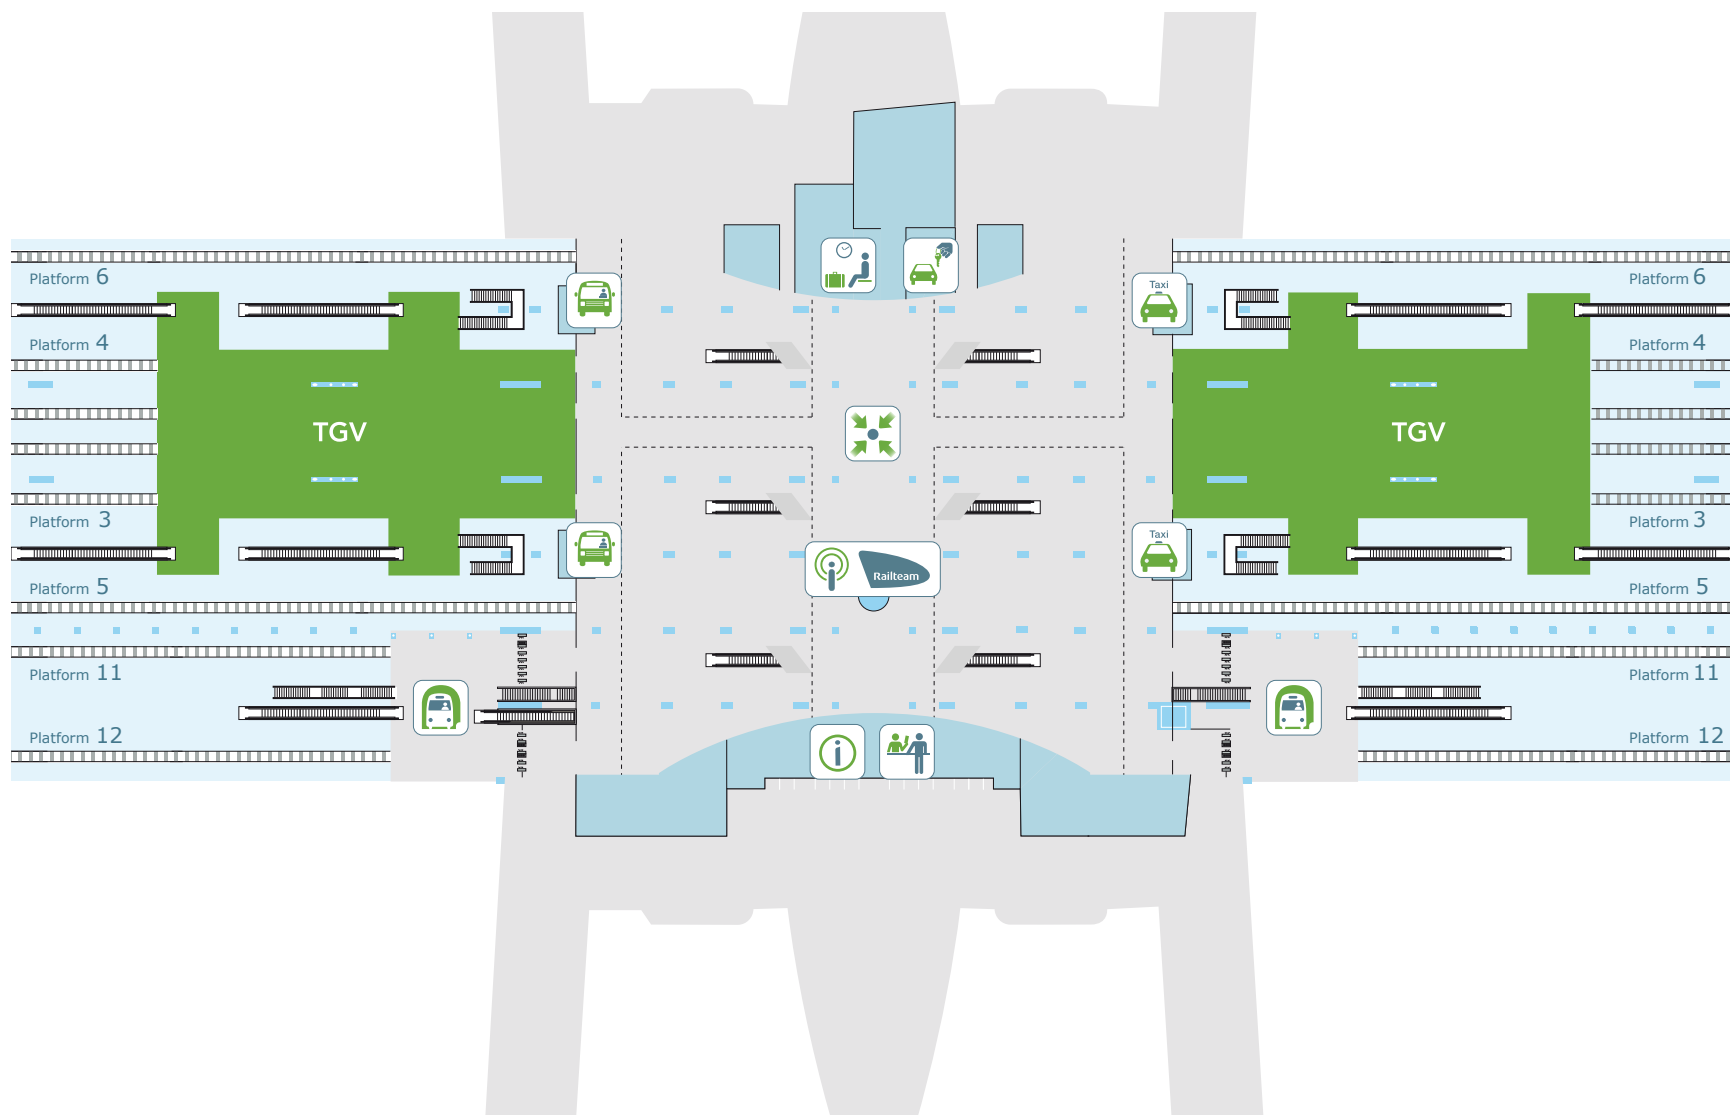 Platform 6
Platform 4
TGV
Platform 3
Platform 5
Platform 11
Platform 12
Railteam
i
Taxi
Taxi
Platform 6
Platform 4
TGV
Platform 3
Platform 5
Platform 11
Platform 12